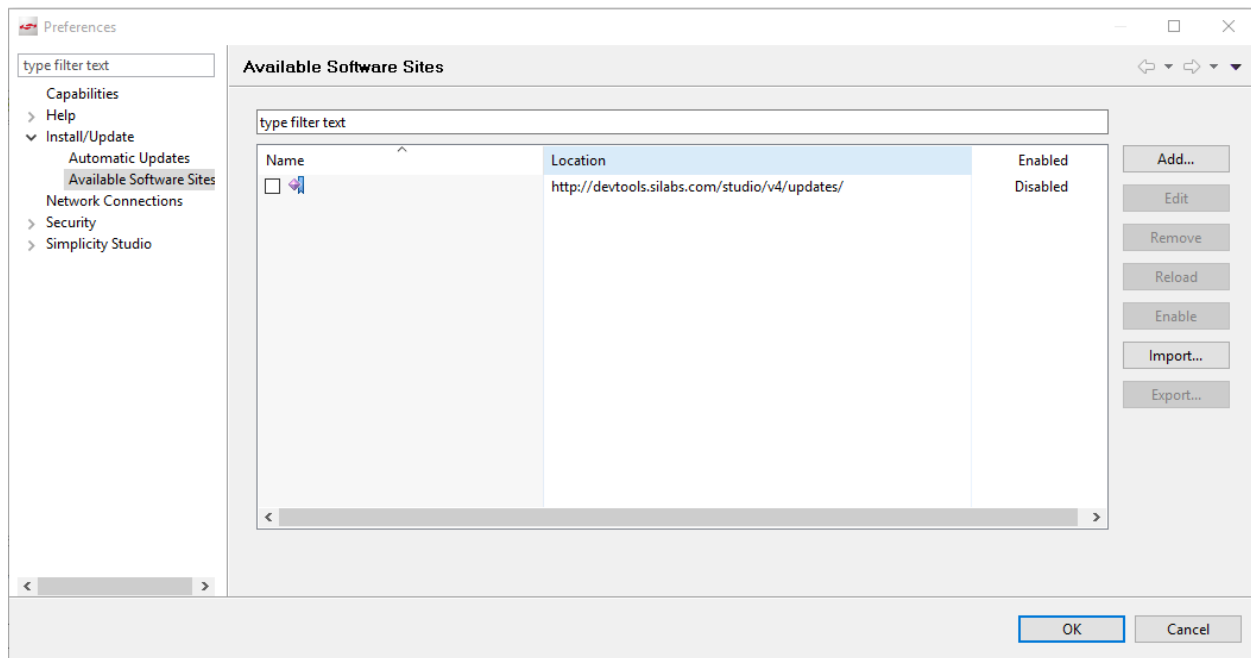 Preferences
type filter text
Capabilities
Help
Install/Update
Automatic Updates
Available Software Sites
Network Connections
Security
Simplicity Studio
Available Software Sites
type filter text
Name Location Enabled
http://devtools.silabs.com/studio/v4/updates/ Disabled
Add...
Edit
Remove
Reload
Enable
Import...
Export...
OK Cancel